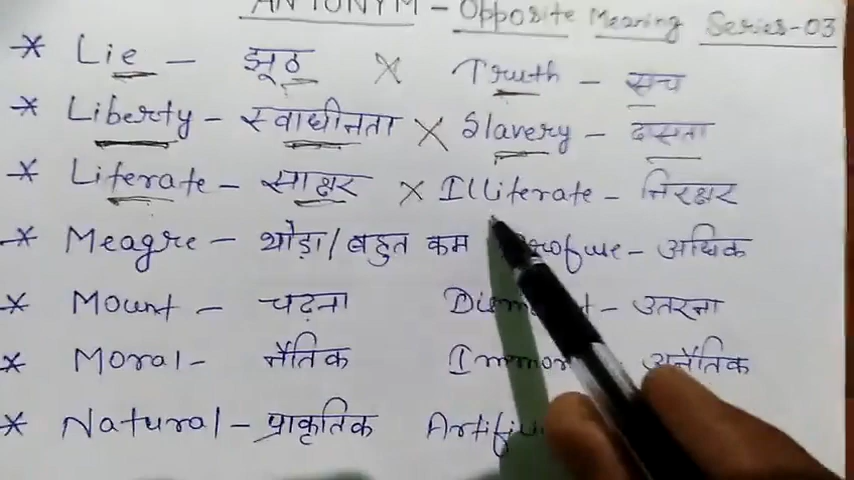 ANTONYM - Opposite Meaning Series-03
* Lie - झूठ × Truth - सच
* Liberty - स्वाधीनता × Slavery - दासता
* Literate - साक्षर × Illiterate - निरक्षर
* Meagre - थोड़ा/बहुत कम - अधिक
* Mount - चढ़ना उतरना
* Moral - नैतिक अनैतिक
* Natural - प्राकृतिक